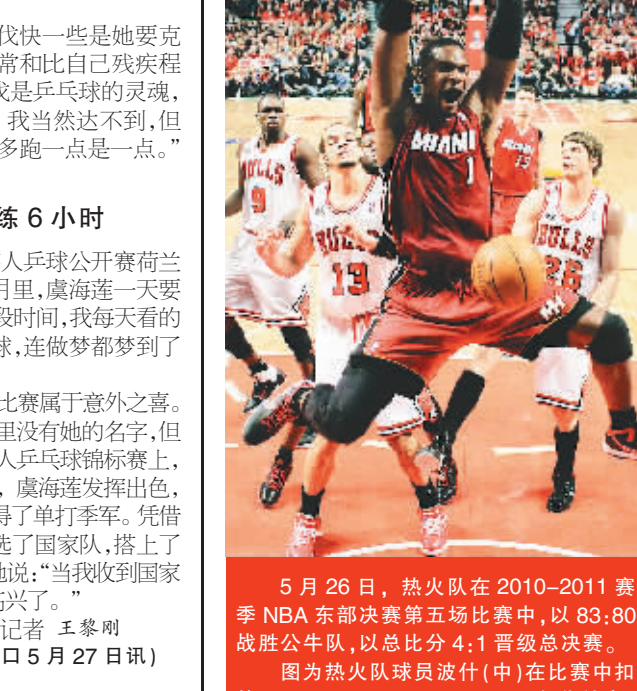 伐快一些是她要克
常和比自己残疾程
是乒乓球的灵魂,
我当然达不到,但
多跑一点是一点。”
练 6 小时
人乒球公开赛荷兰
月里,虞海莲一天要
段时间,我每天看的
球,连做梦都梦到了
比赛属于意外之喜。
里没有她的名字,但
人乒乓球锦标赛上,
虞海莲发挥出色,
得了单打季军。凭借
选了国家队,搭上了
她说:“当我收到国家
高兴了。”
记者 王黎刚
口 5 月 27 日讯)
MIAMI
1
MIAMI
13
BULLS
9
BULLS
13
BULLS
26
5 月 26 日, 热火队在 2010-2011 赛
季 NBA 东部决赛第五场比赛中,以 83:80
战胜公牛队,以总比分 4:1 晋级总决赛。
图为热火队球员波什(中)在比赛中扣